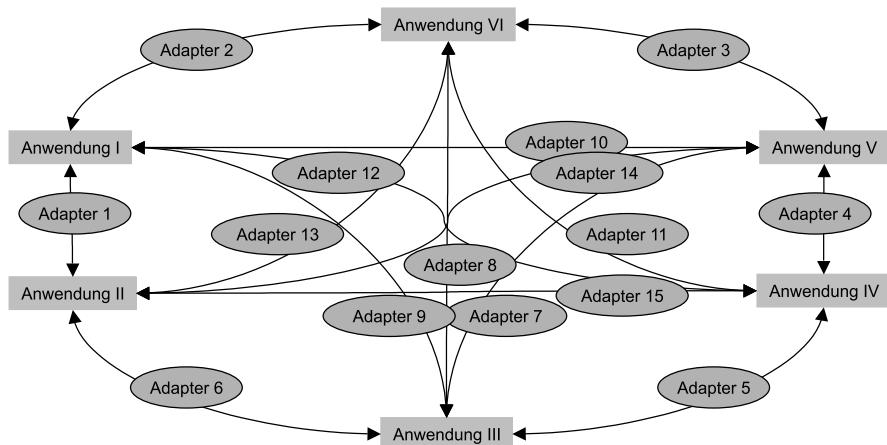 Anwendung VI
Adapter 2
Adapter 3
Anwendung I
Adapter 10
Anwendung V
Adapter 12
Adapter 14
Adapter 1
Adapter 13
Adapter 11
Adapter 4
Adapter 8
Anwendung II
Adapter 15
Anwendung IV
Adapter 9
Adapter 7
Adapter 6
Adapter 5
Anwendung III